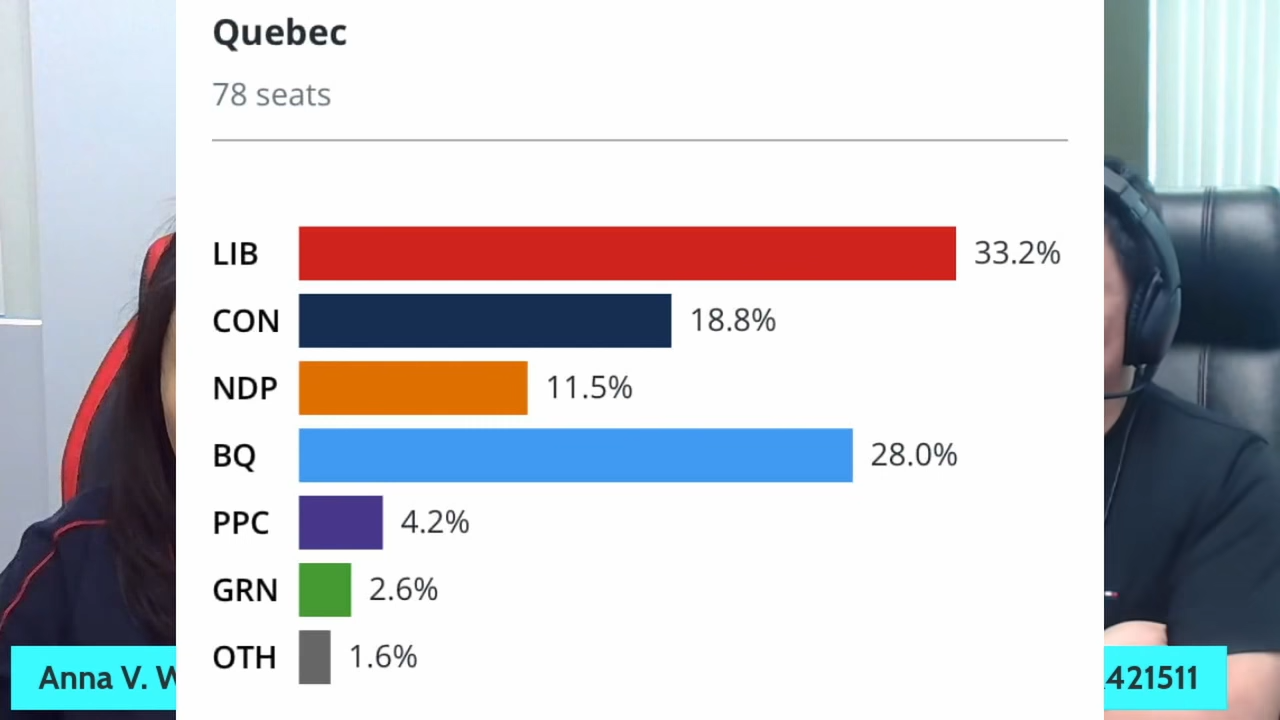 Quebec
78 seats
LIB 33.2%
CON 18.8%
NDP 11.5%
BQ 28.0%
PPC 4.2%
GRN 2.6%
OTH 1.6%
Anna V.
421511